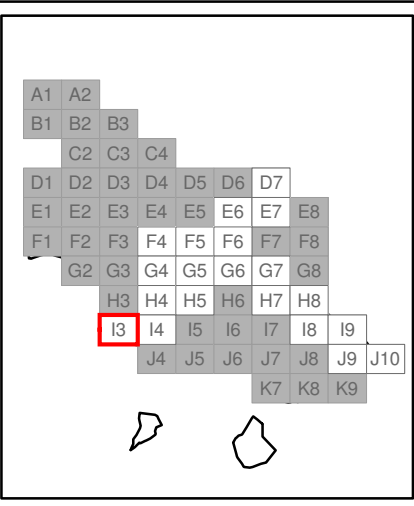 A1 A2
B1 B2 B3
C2 C3 C4
D1 D2 D3 D4 D5 D6 D7
E1 E2 E3 E4 E5 E6 E7 E8
F1 F2 F3 F4 F5 F6 F7 F8
G2 G3 G4 G5 G6 G7 G8
H3 H4 H5 H6 H7 H8
I3 I4 I5 I6 I7 I8 I9
J4 J5 J6 J7 J8 J9 J10
K7 K8 K9